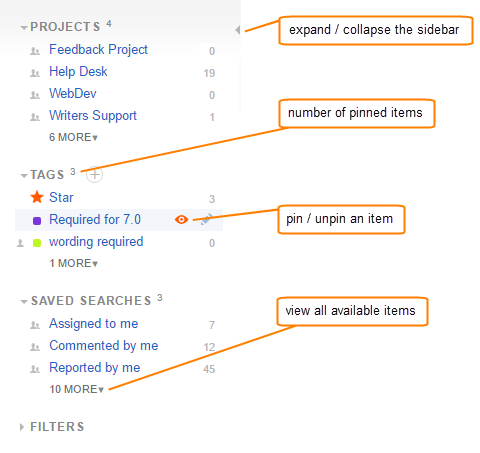 PROJECTS 4
expand / collapse the sidebar
Feedback Project 0
Help Desk 19
WebDev 0
Writers Support 1
number of pinned items
6 MORE▾
TAGS 3 +
Star 3
Required for 7.0
pin / unpin an item
wording required 0
1 MORE▾
SAVED SEARCHES 3
view all available items
Assigned to me 7
Commented by me 12
Reported by me 45
10 MORE▾
FILTERS